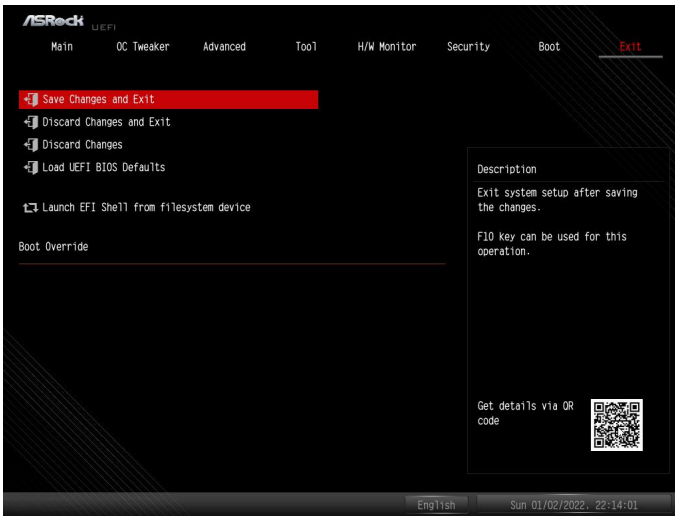 ASRock UEFI
Main OC Tweaker Advanced Tool H/W Monitor Security Boot Exit
Save Changes and Exit
Discard Changes and Exit
Discard Changes
Load UEFI BIOS Defaults
Launch EFI Shell from filesystem device
Boot Override
Description
Exit system setup after saving
the changes.
F10 key can be used for this
operation.
Get details via QR
code
English Sun 01/02/2022. 22:14:01